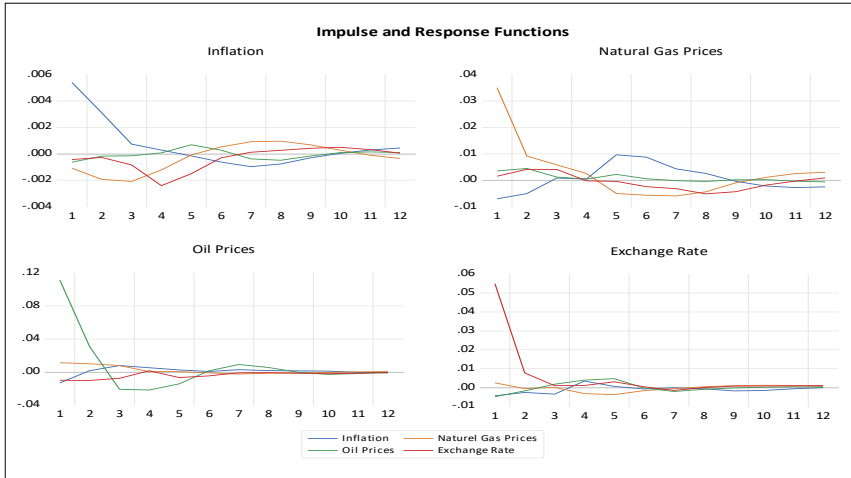 Impulse and Response Functions
Inflation
.006
.004
.002
.000
-.002
-.004
1 2 3 4 5 6 7 8 9 10 11 12
Natural Gas Prices
.04
.03
.02
.01
.00
-.01
1 2 3 4 5 6 7 8 9 10 11 12
Oil Prices
.12
.08
.04
.00
-.04
1 2 3 4 5 6 7 8 9 10 11 12
Exchange Rate
.06
.05
.04
.03
.02
.01
.00
-.01
1 2 3 4 5 6 7 8 9 10 11 12
Inflation Naturel Gas Prices
Oil Prices Exchange Rate